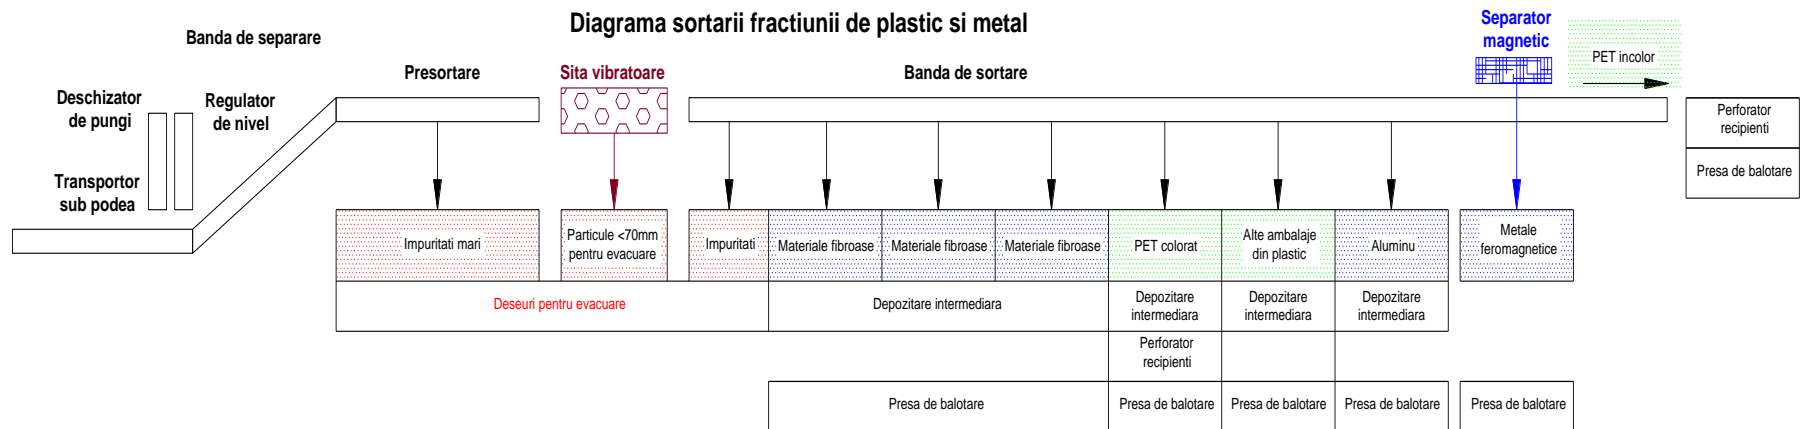 Diagrama sortarii fractiunii de plastic si metal
Separator
magnetic
Banda de separare
PET incolor
Presortare
Sita vibratoare
Banda de sortare
Deschizator
de pungi
Regulator
de nivel
Perforator
recipienti
Presa de balotare
Transportor
sub podea
Impuritati mari
Particule <70mm
pentru evacuare
Impuritati
Materiale fibroase
Materiale fibroase
Materiale fibroase
PET colorat
Alte ambalaje
din plastic
Aluminu
Metale
feromagnetice
Deseuri pentru evacuare
Depozitare intermediara
Depozitare
intermediara
Depozitare
intermediara
Depozitare
intermediara
Perforator
recipienti
Presa de balotare
Presa de balotare
Presa de balotare
Presa de balotare
Presa de balotare